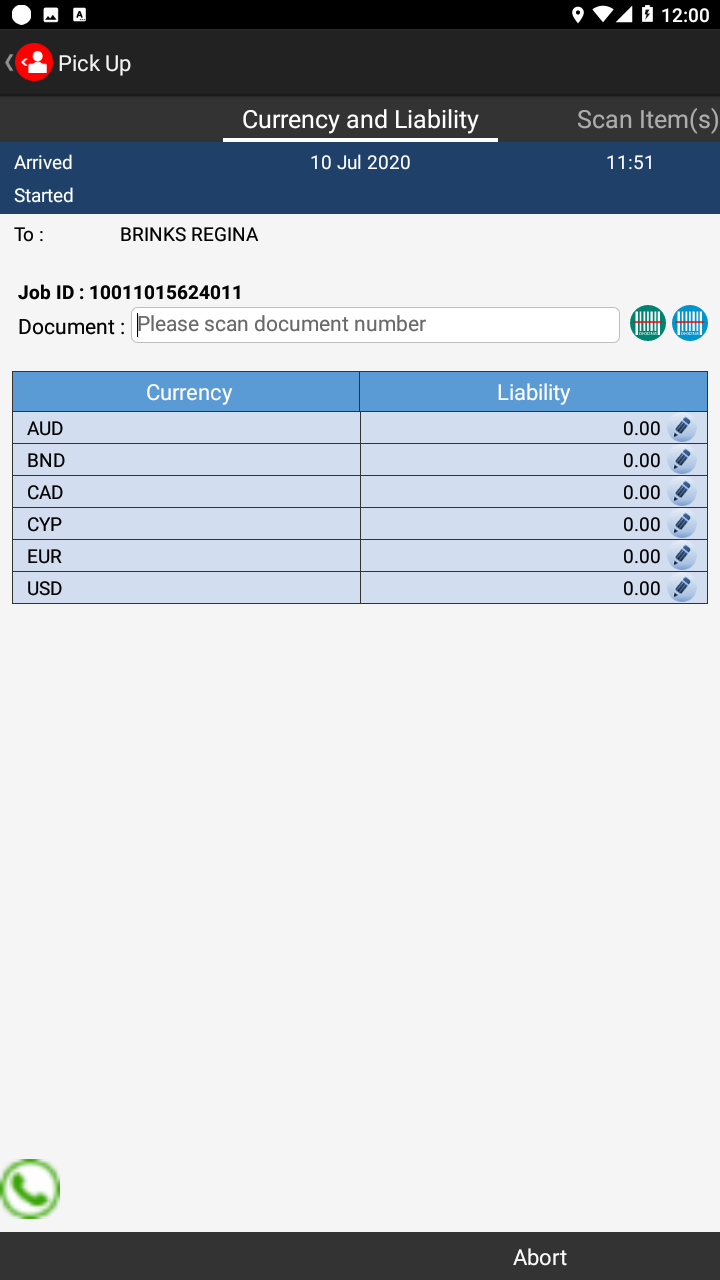 12:00
Pick Up
Currency and Liability Scan Item(s)
Arrived 10 Jul 2020 11:51
Started
To : BRINKS REGINA
Job ID : 10011015624011
Document : Please scan document number
Currency Liability
AUD 0.00
BND 0.00
CAD 0.00
CYP 0.00
EUR 0.00
USD 0.00
Abort